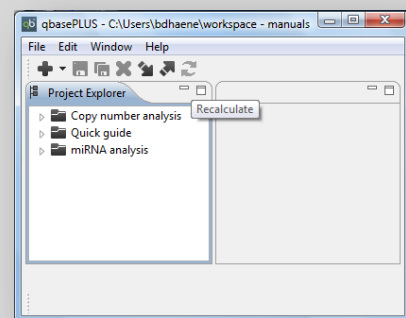 qb qbasePLUS - C:\Users\bdhaene\workspace - manuals
File Edit Window Help
Project Explorer
Recalculate
Copy number analysis
Quick guide
miRNA analysis